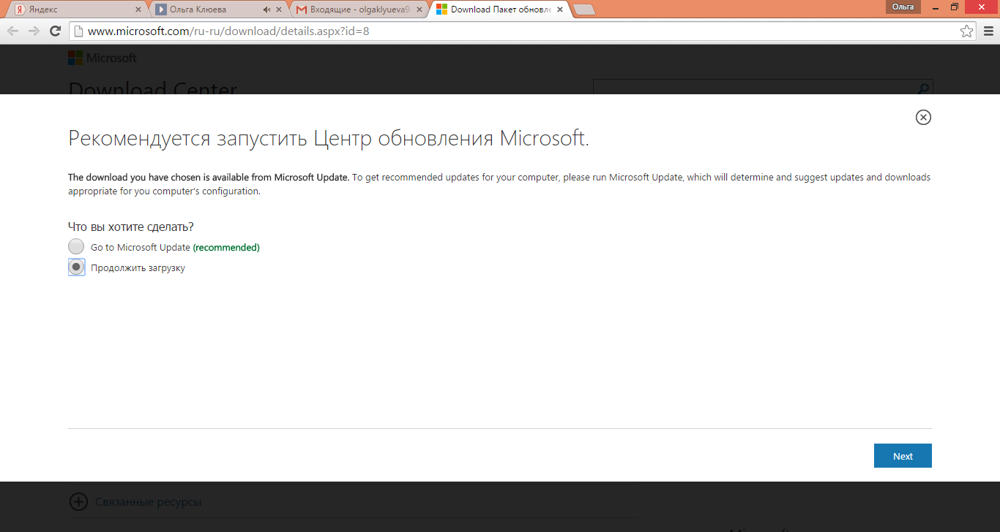 Яндекс
Ольга Клюева
Входящие - olgaklyueva9
Download Пакет обновле
Ольга
www.microsoft.com/ru-ru/download/details.aspx?id=8
Microsoft
Download Center
Рекомендуется запустить Центр обновления Microsoft.
The download you have chosen is available from Microsoft Update. To get recommended updates for your computer, please run Microsoft Update, which will determine and suggest updates and downloads
appropriate for you computer's configuration.
Что вы хотите сделать?
Go to Microsoft Update (recommended)
Продолжить загрузку
Next
Связанные ресурсы
Microsoft